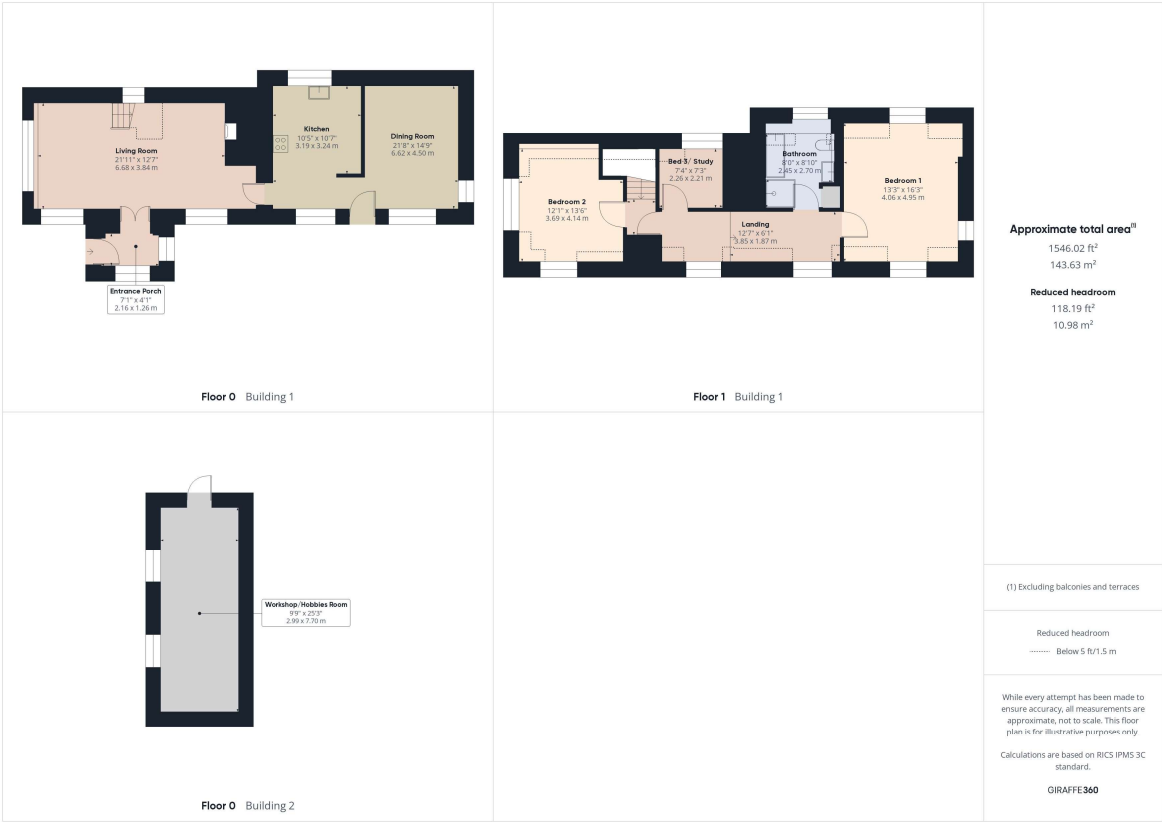 Living Room
21'11" x 12'7"
6.68 x 3.84 m
Kitchen
10'5" x 10'7"
3.19 x 3.24 m
Dining Room
21'8" x 14'9"
6.62 x 4.50 m
Entrance Porch
7'1" x 4'1"
2.16 x 1.26 m
Floor 0 Building 1
Bedroom 2
12'1" x 13'6"
3.69 x 4.14 m
Bed 3/ Study
7'4" x 7'3"
2.26 x 2.21 m
Bathroom
8'0" x 8'10"
2.45 x 2.70 m
Bedroom 1
13'3" x 16'3"
4.06 x 4.95 m
Landing
12'7" x 6'1"
3.85 x 1.87 m
Floor 1 Building 1
Workshop/Hobbies Room
9'9" x 25'3"
2.99 x 7.70 m
Floor 0 Building 2
Approximate total area(1)
1546.02 ft²
143.63 m²
Reduced headroom
118.19 ft²
10.98 m²
(1) Excluding balconies and terraces
Reduced headroom
Below 5 ft/1.5 m
While every attempt has been made to
ensure accuracy, all measurements are
approximate, not to scale. This floor
plan is for illustrative purposes only
Calculations are based on RICS IPMS 3C
standard.
GIRAFFE360